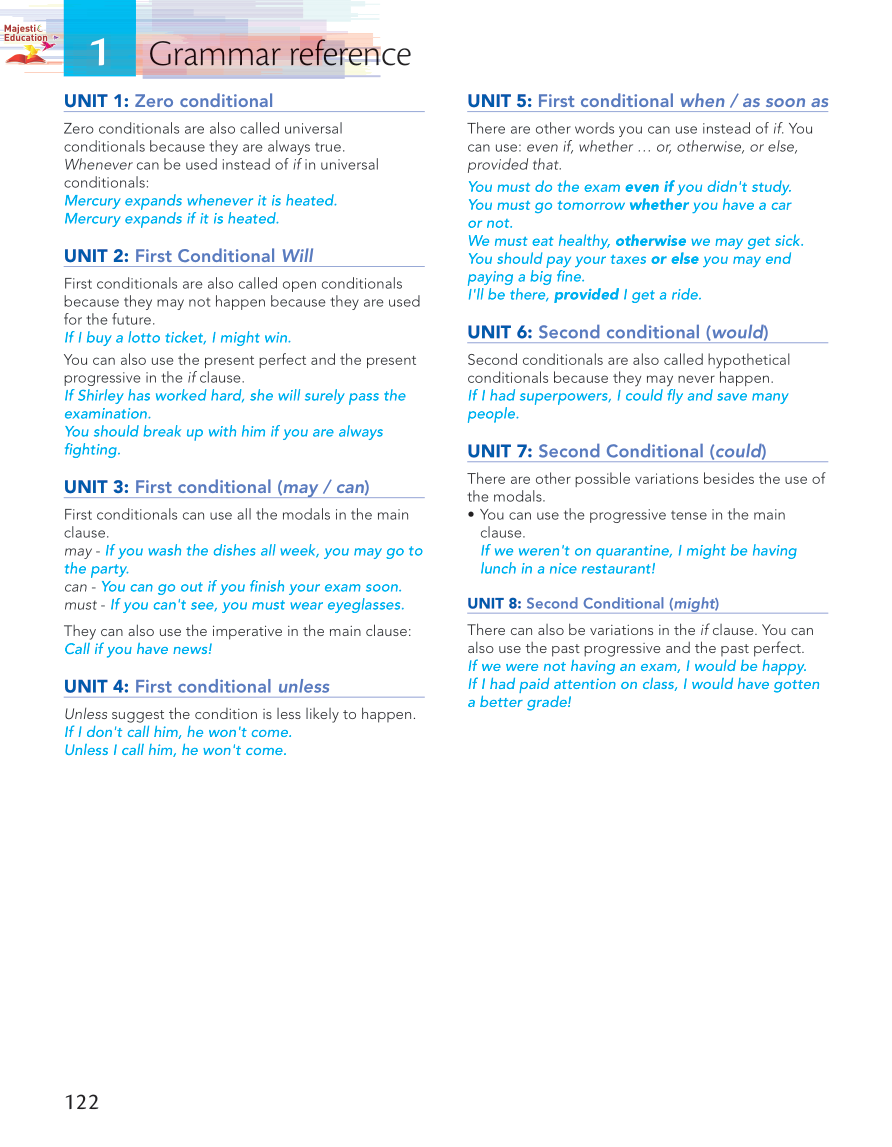 Majesti
Education
1
Grammar reference
UNIT 1: Zero conditional
Zero conditionals are also called universal
conditionals because they are always true.
Whenever can be used instead of if in universal
conditionals:
Mercury expands whenever it is heated.
Mercury expands if it is heated.
UNIT 2: First Conditional Will
First conditionals are also called open conditionals
because they may not happen because they are used
for the future.
If I buy a lotto ticket, I might win.
You can also use the present perfect and the present
progressive in the if clause.
If Shirley has worked hard, she will surely pass the
examination.
You should break up with him if you are always
fighting.
UNIT 3: First conditional (may / can)
First conditionals can use all the modals in the main
clause.
may - If you wash the dishes all week, you may go to
the party.
can - You can go out if you finish your exam soon.
must - If you can't see, you must wear eyeglasses.
They can also use the imperative in the main clause:
Call if you have news!
UNIT 4: First conditional unless
Unless suggest the condition is less likely to happen.
If I don't call him, he won't come.
Unless I call him, he won't come.
UNIT 5: First conditional when / as soon as
There are other words you can use instead of if. You
can use: even if, whether … or, otherwise, or else,
provided that.
You must do the exam even if you didn't study.
You must go tomorrow whether you have a car
or not.
We must eat healthy, otherwise we may get sick.
You should pay your taxes or else you may end
paying a big fine.
I'll be there, provided I get a ride.
UNIT 6: Second conditional (would)
Second conditionals are also called hypothetical
conditionals because they may never happen.
If I had superpowers, I could fly and save many
people.
UNIT 7: Second Conditional (could)
There are other possible variations besides the use of
the modals.
• You can use the progressive tense in the main
clause.
If we weren't on quarantine, I might be having
lunch in a nice restaurant!
UNIT 8: Second Conditional (might)
There can also be variations in the if clause. You can
also use the past progressive and the past perfect.
If we were not having an exam, I would be happy.
If I had paid attention on class, I would have gotten
a better grade!
122